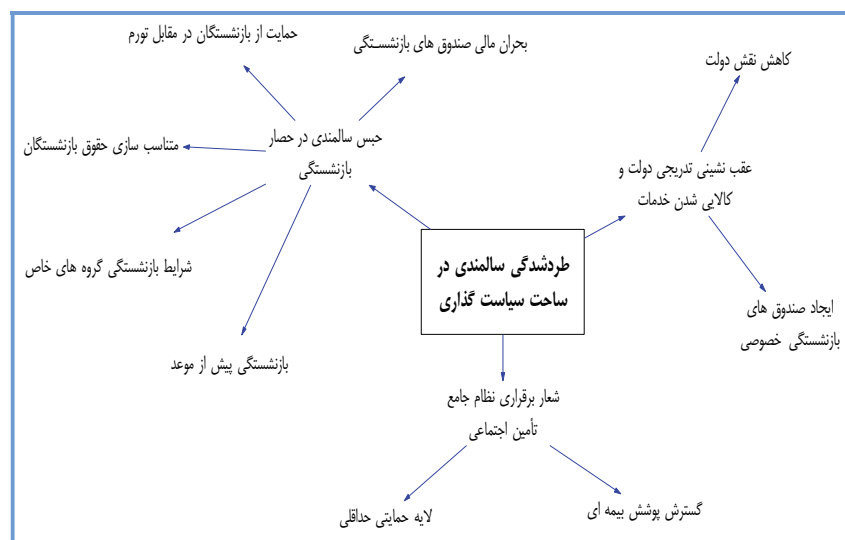 حمایت از بازنشستگان در مقابل تورم
بحران مالی صندوق های بازنشستگی
کاهش نقش دولت
حبس سالمندی در حصار
بازنشستگی
متناسب سازی حقوق بازنشستگان
عقب نشینی تدریجی دولت و
کالایی شدن خدمات
شرایط بازنشستگی گروه های خاص
طردشدگی سالمندی در
ساحت سیاست گذاری
ایجاد صندوق های
بازنشستگی خصوصی
بازنشستگی پیش از موعد
شعار برقراری نظام جامع
تأمین اجتماعی
گسترش پوشش بیمه ای
لایه حمایتی حداقلی